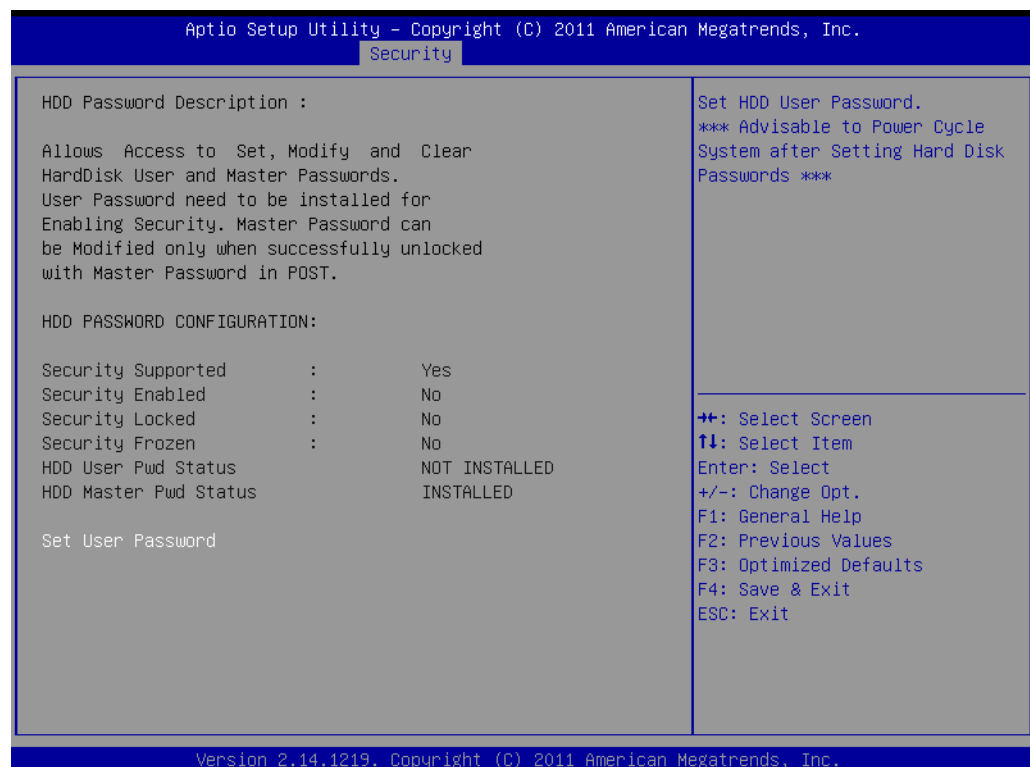 Aptio Setup Utility – Copyright (C) 2011 American Megatrends, Inc.
Security
HDD Password Description :
Allows Access to Set, Modify and Clear
HardDisk User and Master Passwords.
User Password need to be installed for
Enabling Security. Master Password can
be Modified only when successfully unlocked
with Master Password in POST.
HDD PASSWORD CONFIGURATION:
Security Supported : Yes
Security Enabled : No
Security Locked : No
Security Frozen : No
HDD User Pwd Status NOT INSTALLED
HDD Master Pwd Status INSTALLED
Set User Password
Set HDD User Password.
*** Advisable to Power Cycle
System after Setting Hard Disk
Passwords ***
→←: Select Screen
↑↓: Select Item
Enter: Select
+/-: Change Opt.
F1: General Help
F2: Previous Values
F3: Optimized Defaults
F4: Save & Exit
ESC: Exit
Version 2.14.1219. Copyright (C) 2011 American Megatrends, Inc.